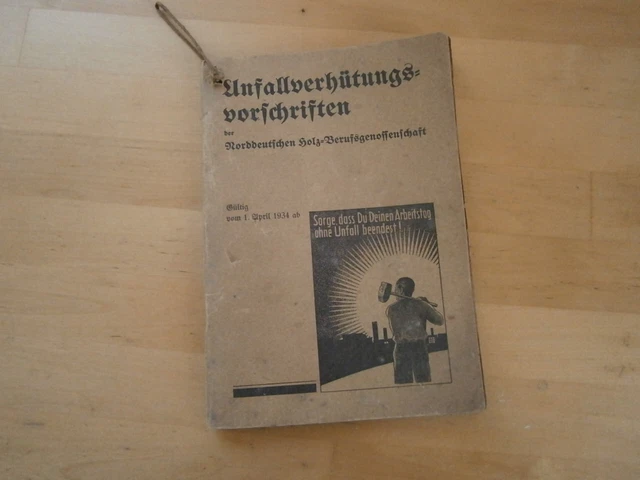 Unfallverhütungs-
vorschriften
der
Norddeutschen Holz-Berufsgenossenschaft
Gültig
vom 1. April 1934 ab
Sorge, dass Du Deinen Arbeitstag
ohne Unfall beendest!